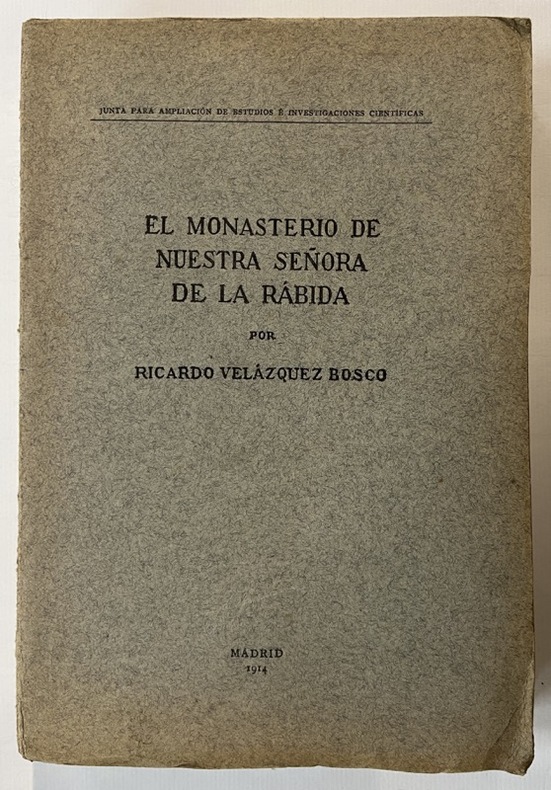 JUNTA PARA AMPLIACIÓN DE ESTUDIOS É INVESTIGACIONES CIENTÍFICAS
EL MONASTERIO DE
NUESTRA SEÑORA
DE LA RÁBIDA
POR
RICARDO VELÁZQUEZ BOSCO
MADRID
1914